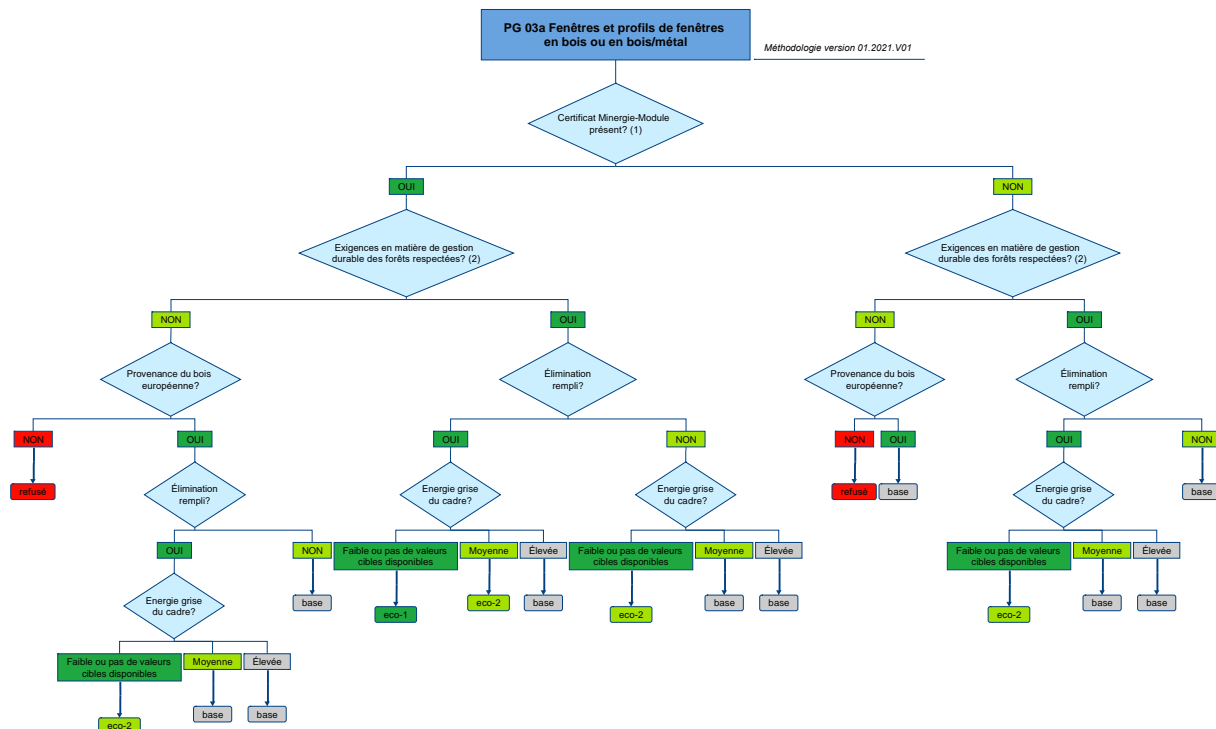 PG 03a Fenêtres et profils de fenêtres
en bois ou en bois/métal
Méthodologie version 01.2021.V01
Certificat Minergie-Module
présent? (1)
OUI
NON
Exigences en matière de gestion
durable des forêts respectées? (2)
Exigences en matière de gestion
durable des forêts respectées? (2)
NON
OUI
NON
OUI
Provenance du bois
européenne?
Élimination
rempli?
Provenance du bois
européenne?
Élimination
rempli?
NON
OUI
OUI
NON
NON
OUI
OUI
NON
refusé
Élimination
rempli?
Energie grise
du cadre?
Energie grise
du cadre?
refusé
base
Energie grise
du cadre?
base
OUI
NON
Faible ou pas de valeurs
cibles disponibles
Moyenne
Élevée
Faible ou pas de valeurs
cibles disponibles
Moyenne
Élevée
Faible ou pas de valeurs
cibles disponibles
Moyenne
Élevée
Energie grise
du cadre?
base
eco-1
eco-2
base
eco-2
base
base
eco-2
base
base
Faible ou pas de valeurs
cibles disponibles
Moyenne
Élevée
eco-2
base
base